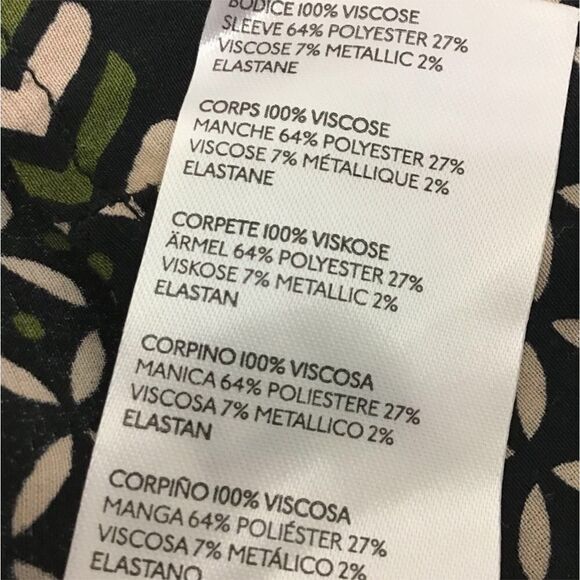 BODICE 100% VISCOSE
SLEEVE 64% POLYESTER 27%
VISCOSE 7% METALLIC 2%
ELASTANE
CORPS 100% VISCOSE
MANCHE 64% POLYESTER 27%
VISCOSE 7% MÉTALLIQUE 2%
ELASTANE
CORPETE 100% VISKOSE
ÄRMEL 64% POLYESTER 27%
VISKOSE 7% METALLIC 2%
ELASTAN
CORPINO 100% VISCOSA
MANICA 64% POLIESTERE 27%
VISCOSA 7% METALLICO 2%
ELASTAN
CORPIÑO 100% VISCOSA
MANGA 64% POLIÉSTER 27%
VISCOSA 7% METÁLICO 2%
ELASTANO